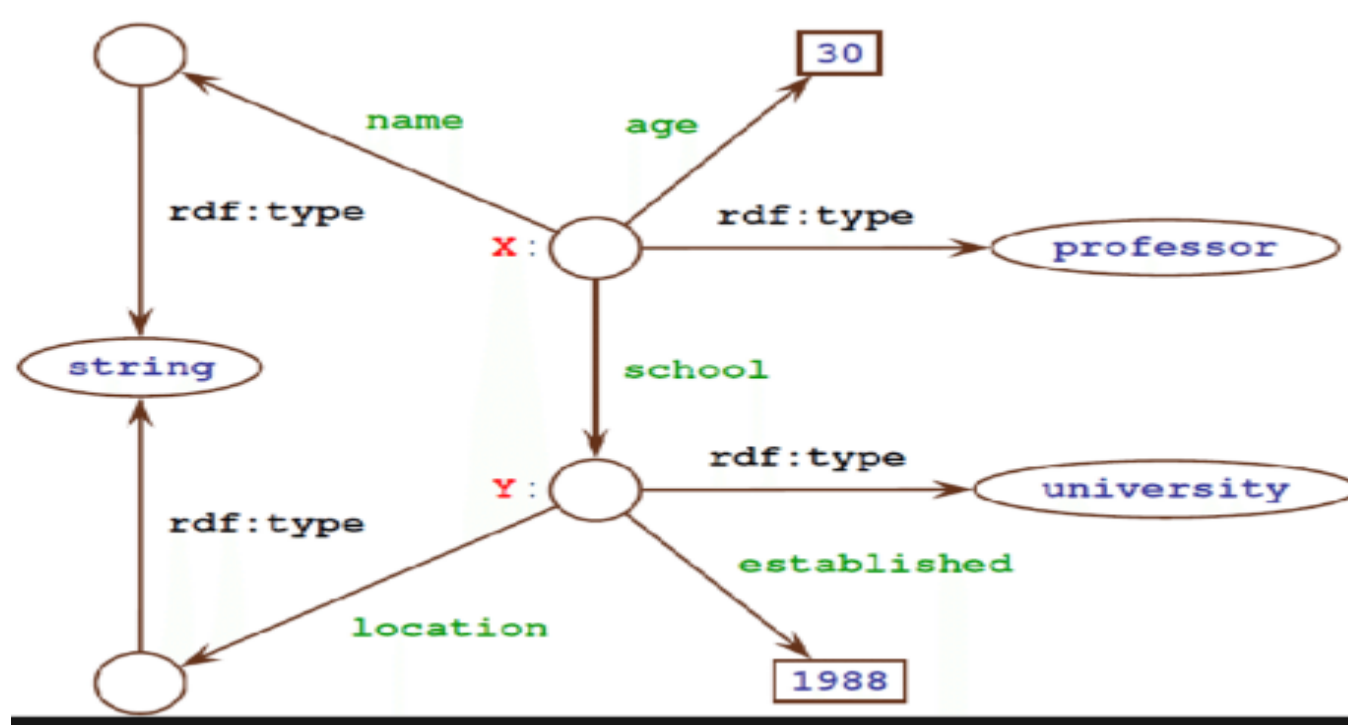 30
name
age
rdf:type
rdf:type
X:
professor
string
school
rdf:type
Y:
university
rdf:type
established
location
1988